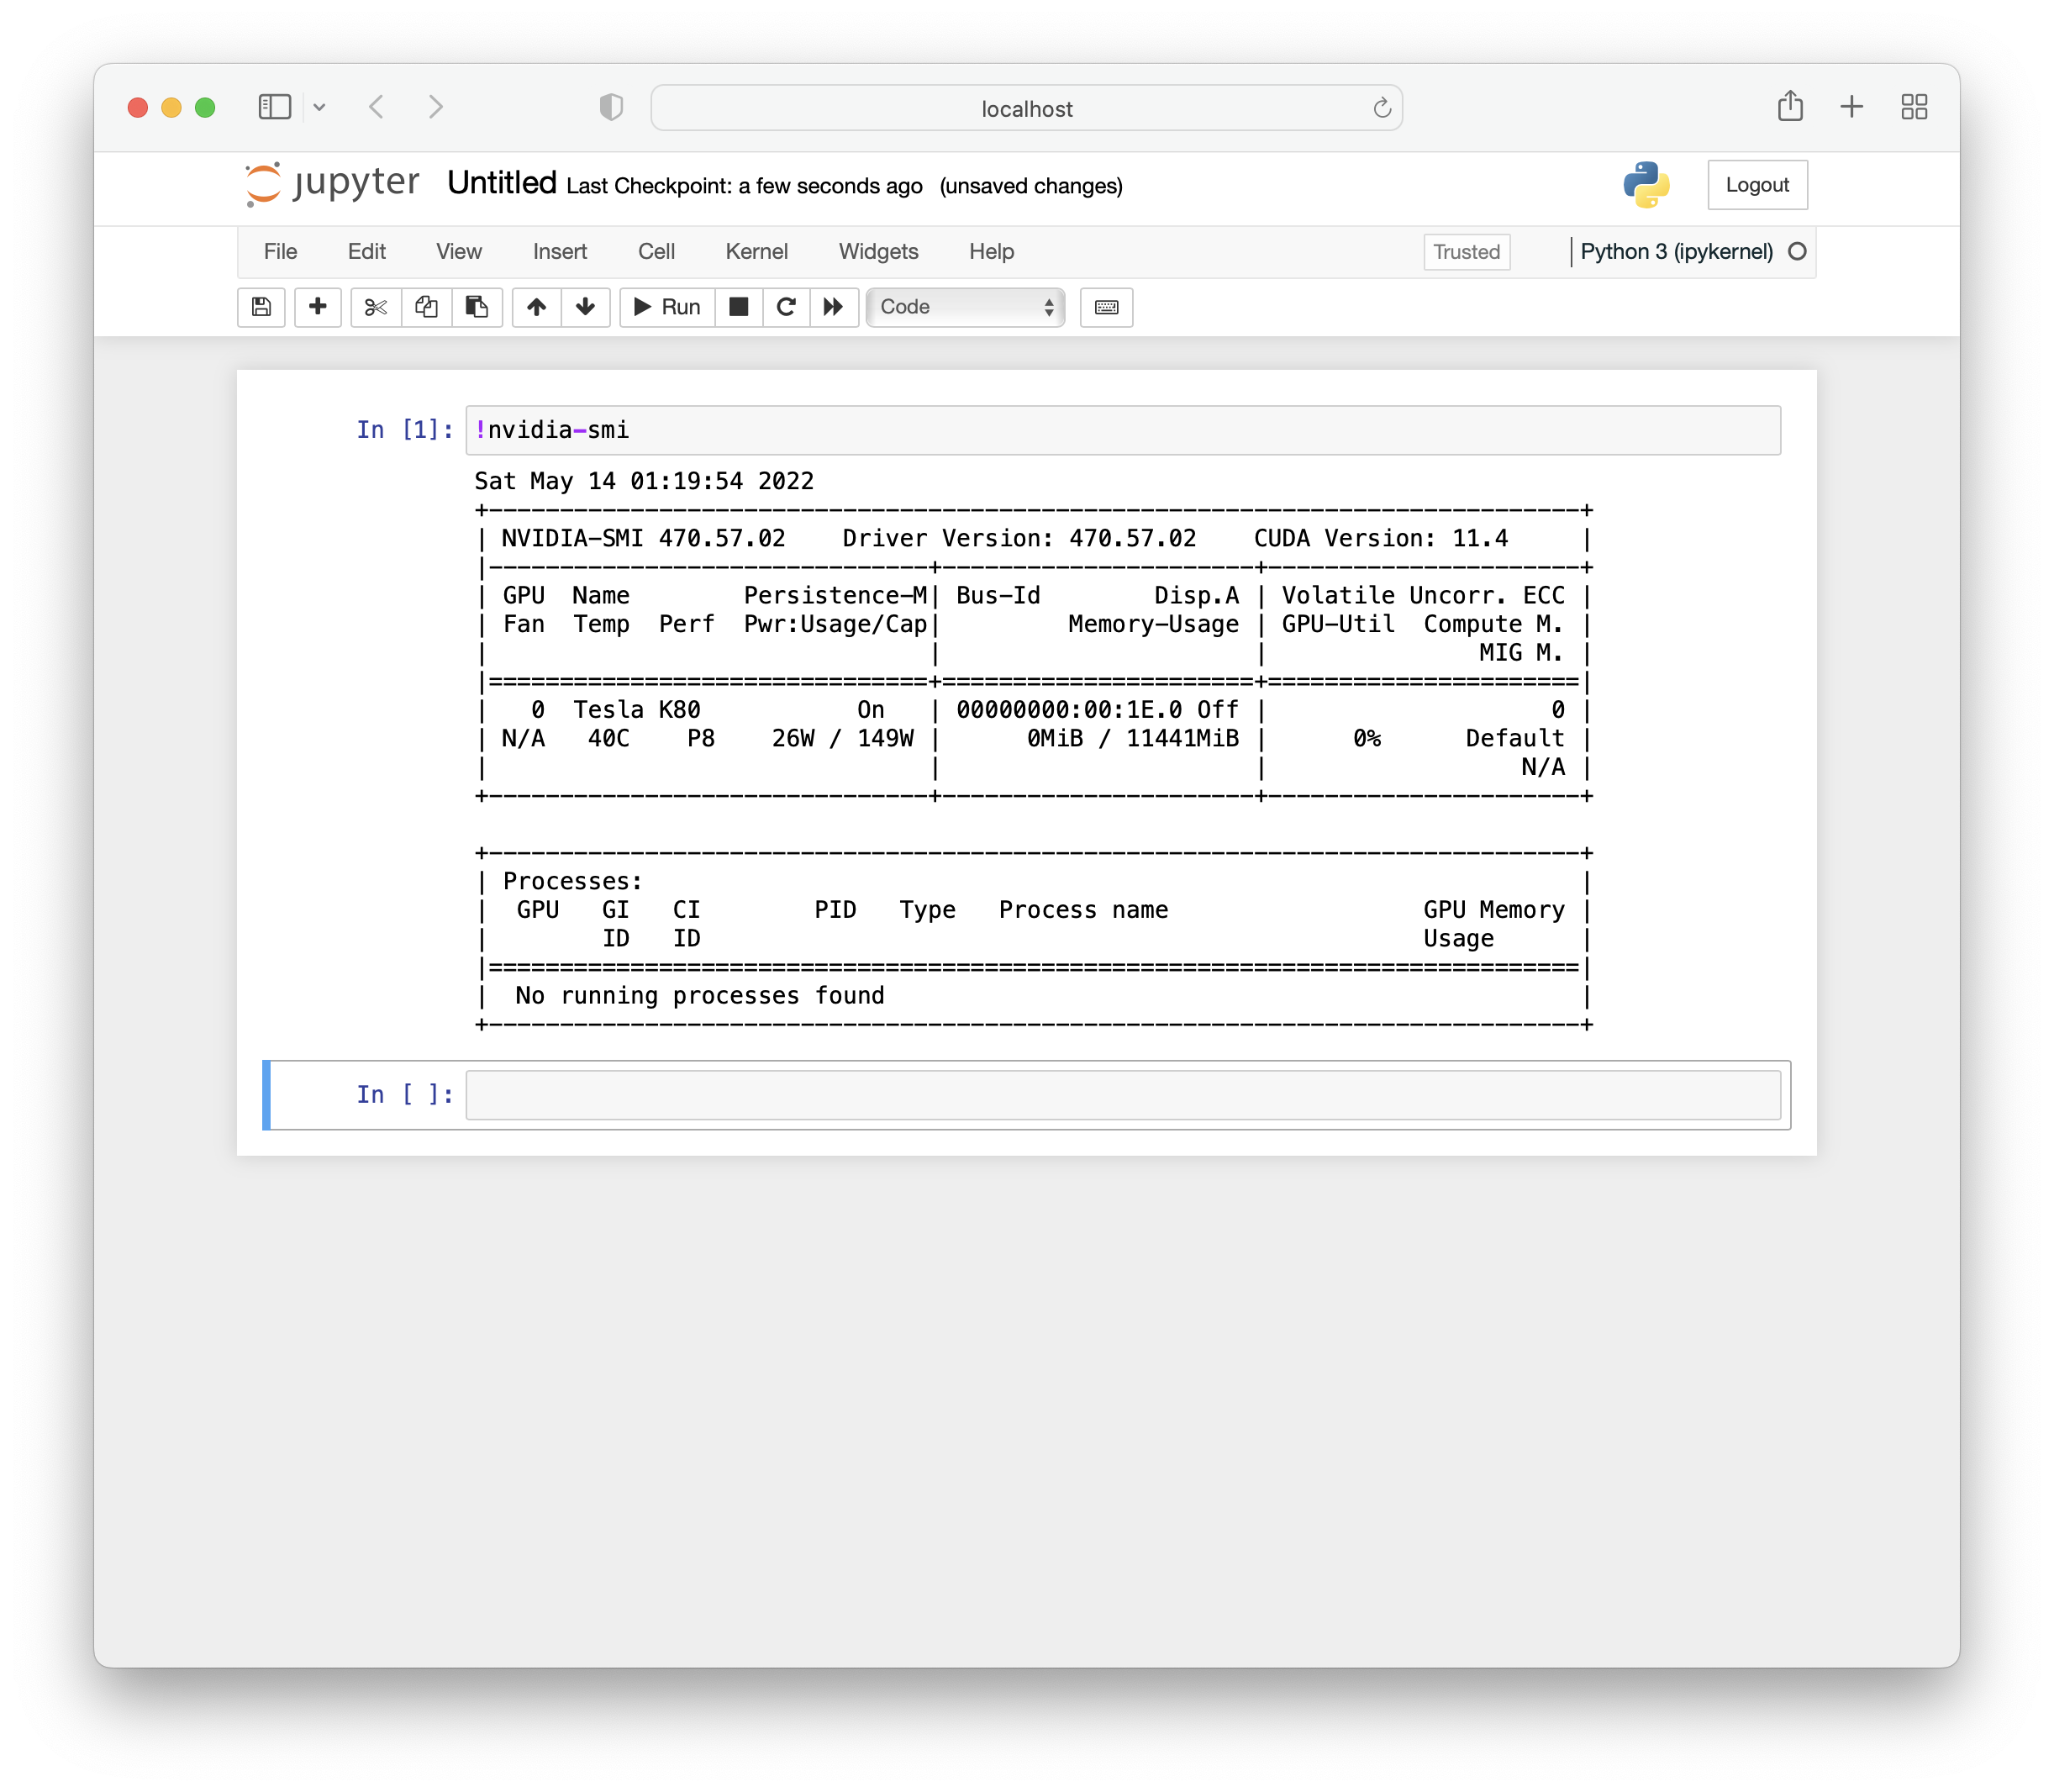 localhost
jupyter Untitled Last Checkpoint: a few seconds ago (unsaved changes) Logout
File Edit View Insert Cell Kernel Widgets Help Trusted Python 3 (ipykernel)
Run Code
In [1]: !nvidia-smi
Sat May 14 01:19:54 2022
+-----------------------------------------------------------------------------+
| NVIDIA-SMI 470.57.02    Driver Version: 470.57.02    CUDA Version: 11.4     |
|-------------------------------+----------------------+----------------------+
| GPU  Name        Persistence-M| Bus-Id        Disp.A | Volatile Uncorr. ECC |
| Fan  Temp  Perf  Pwr:Usage/Cap|         Memory-Usage | GPU-Util  Compute M. |
|                               |                      |               MIG M. |
|===============================+======================+======================|
|   0  Tesla K80           On   | 00000000:00:1E.0 Off |                    0 |
| N/A   40C    P8    26W / 149W |      0MiB / 11441MiB |      0%      Default |
|                               |                      |                  N/A |
+-------------------------------+----------------------+----------------------+
+-----------------------------------------------------------------------------+
| Processes:                                                                  |
|  GPU   GI   CI        PID   Type   Process name                  GPU Memory |
|        ID   ID                                                   Usage      |
|=============================================================================|
|  No running processes found                                                 |
+-----------------------------------------------------------------------------+
In [ ]: